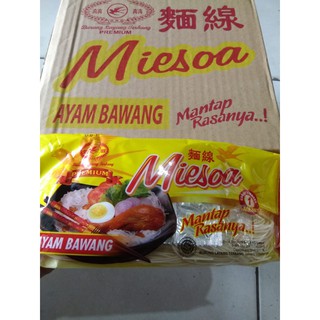 麵線
PREMIUM
Miesoa
AYAM BAWANG
Mantap
Rasanya..!
PREMIUM
麵線
Miesoa
Mantap
Rasanya..!
AYAM BAWANG